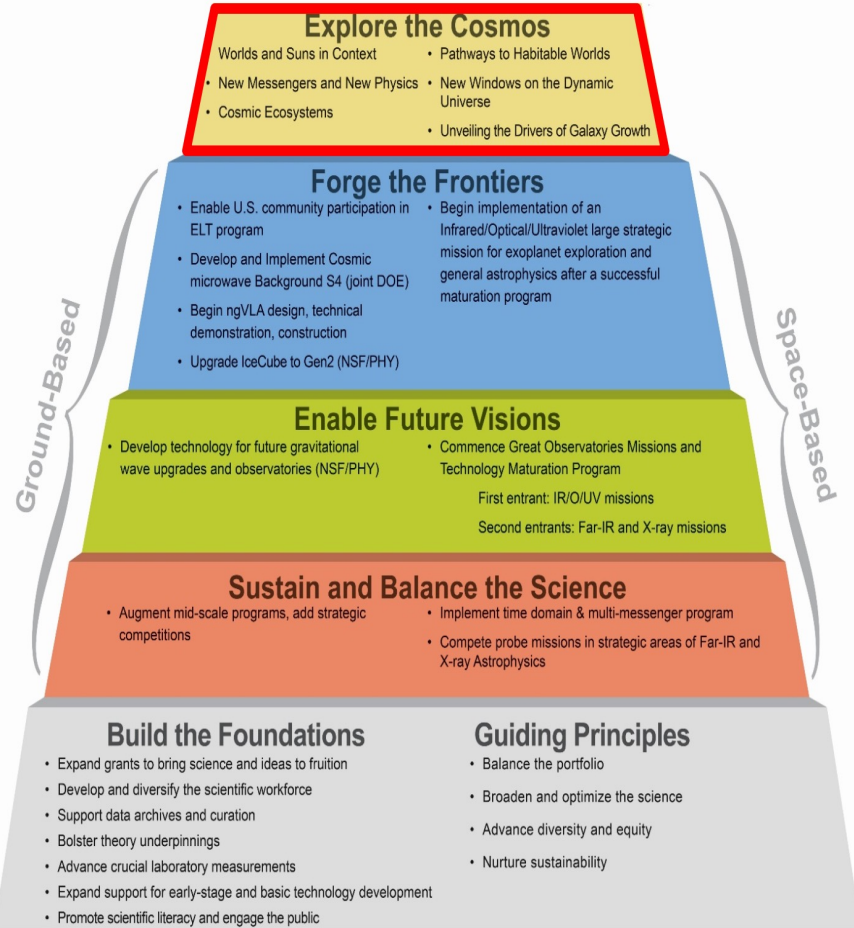 Explore the Cosmos
Worlds and Suns in Context
• New Messengers and New Physics
• Cosmic Ecosystems
• Pathways to Habitable Worlds
• New Windows on the Dynamic
Universe
• Unveiling the Drivers of Galaxy Growth
Forge the Frontiers
• Enable U.S. community participation in
ELT program
• Develop and Implement Cosmic
microwave Background S4 (joint DOE)
• Begin ngVLA design, technical
demonstration, construction
• Upgrade IceCube to Gen2 (NSF/PHY)
• Begin implementation of an
Infrared/Optical/Ultraviolet large strategic
mission for exoplanet exploration and
general astrophysics after a successful
maturation program
Ground-Based
Space-Based
Enable Future Visions
• Develop technology for future gravitational
wave upgrades and observatories (NSF/PHY)
• Commence Great Observatories Missions and
Technology Maturation Program
First entrant: IR/O/UV missions
Second entrants: Far-IR and X-ray missions
Sustain and Balance the Science
• Augment mid-scale programs, add strategic
competitions
• Implement time domain & multi-messenger program
• Compete probe missions in strategic areas of Far-IR and
X-ray Astrophysics
Build the Foundations
• Expand grants to bring science and ideas to fruition
• Develop and diversify the scientific workforce
• Support data archives and curation
• Bolster theory underpinnings
• Advance crucial laboratory measurements
• Expand support for early-stage and basic technology development
• Promote scientific literacy and engage the public
Guiding Principles
• Balance the portfolio
• Broaden and optimize the science
• Advance diversity and equity
• Nurture sustainability